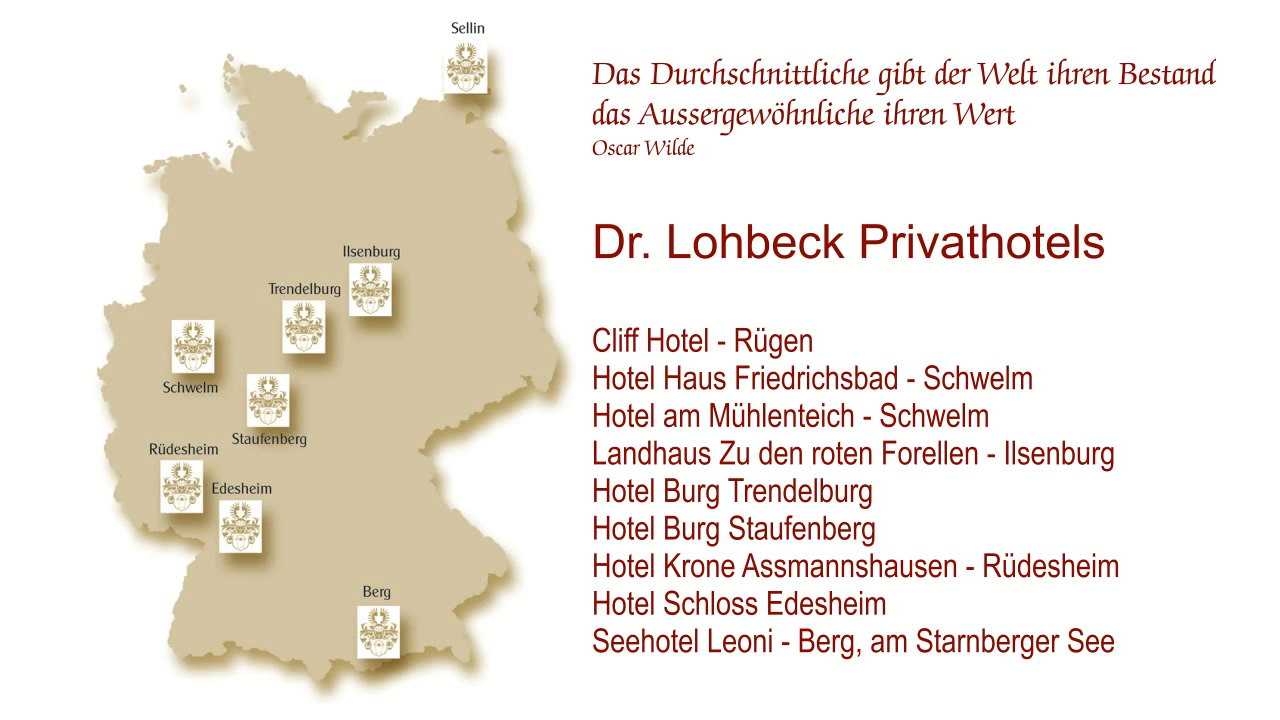 Sellin
Ilsenburg
Trendelburg
Schwelm
Staufenberg
Rüdesheim
Edesheim
Berg
Das Durchschnittliche gibt der Welt ihren Bestand
das Aussergewöhnliche ihren Wert
Oscar Wilde
Dr. Lohbeck Privathotels
Cliff Hotel - Rügen
Hotel Haus Friedrichsbad - Schwelm
Hotel am Mühlenteich - Schwelm
Landhaus Zu den roten Forellen - Ilsenburg
Hotel Burg Trendelburg
Hotel Burg Staufenberg
Hotel Krone Assmannshausen - Rüdesheim
Hotel Schloss Edesheim
Seehotel Leoni - Berg, am Starnberger See